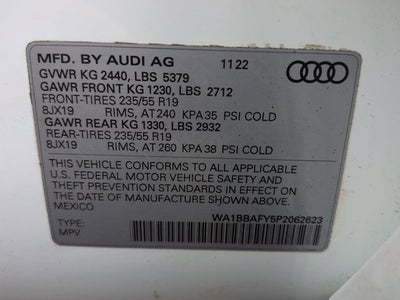 MFD. BY AUDI AG 11 22
GVWR KG 2440, LBS 5379
GAWR FRONT KG 1230, LBS 2712
FRONT-TIRES 235/55 R19
8JX19 RIMS, AT 240 KPA 35 PSI COLD
GAWR REAR KG 1330, LBS 2932
REAR-TIRES 235/55 R19
8JX19 RIMS, AT 260 KPA 38 PSI COLD
THIS VEHICLE CONFORMS TO ALL APPLICABLE
U.S. FEDERAL MOTOR VEHICLE SAFETY AND
THEFT PREVENTION STANDARDS IN EFFECT ON
THE DATE OF MANUFACTURE SHOWN ABOVE.
MEXICO WA1BBAFY5P2062623
TYPE:
MPV